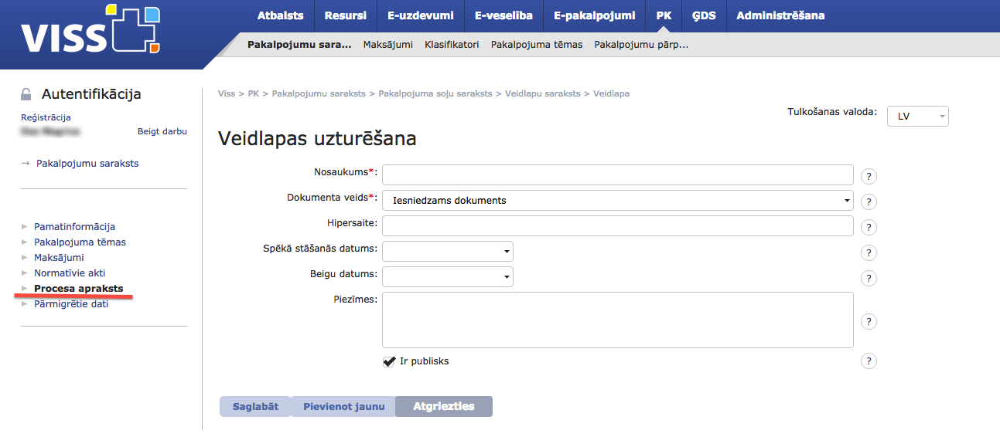 VISS
Atbalsts Resursi E-uzdevumi E-veselība E-pakalpojumi PK ĢDS Administrēšana
Pakalpojumu sara... Maksājumi Klasifikatori Pakalpojuma tēmas Pakalpojumu pārp...
Autentifikācija
Reģistrācija
Beigt darbu
→ Pakalpojumu saraksts
Pamatinformācija
Pakalpojuma tēmas
Maksājumi
Normatīvie akti
Procesa apraksts
Pārmigrētie dati
Viss > PK > Pakalpojumu saraksts > Pakalpojuma soļu saraksts > Veidlapu saraksts > Veidlapa
Tulkošanas valoda: LV
Veidlapas uzturēšana
Nosaukums*: ?
Dokumenta veids*: Iesniedzams dokuments ?
Hipersaite: ?
Spēkā stāšanās datums: ?
Beigu datums: ?
Piezīmes: ?
Ir publisks ?
Saglabāt Pievienot jaunu Atgriezties